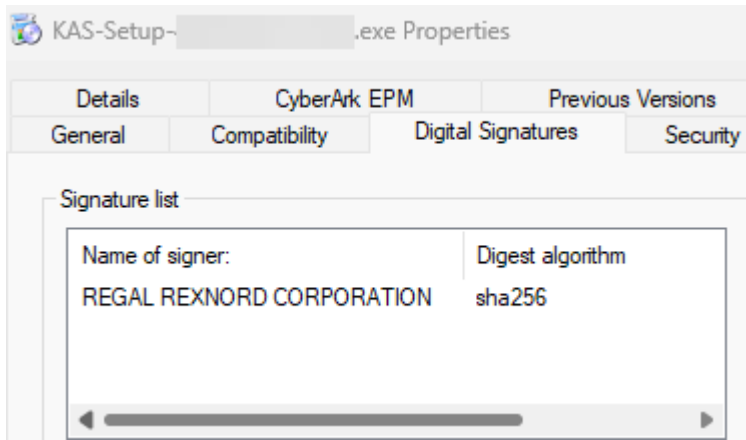 KAS-Setup- .exe Properties
Details CyberArk EPM Previous Versions
General Compatibility Digital Signatures Security
Signature list
Name of signer: Digest algorithm
REGAL REXNORD CORPORATION sha256